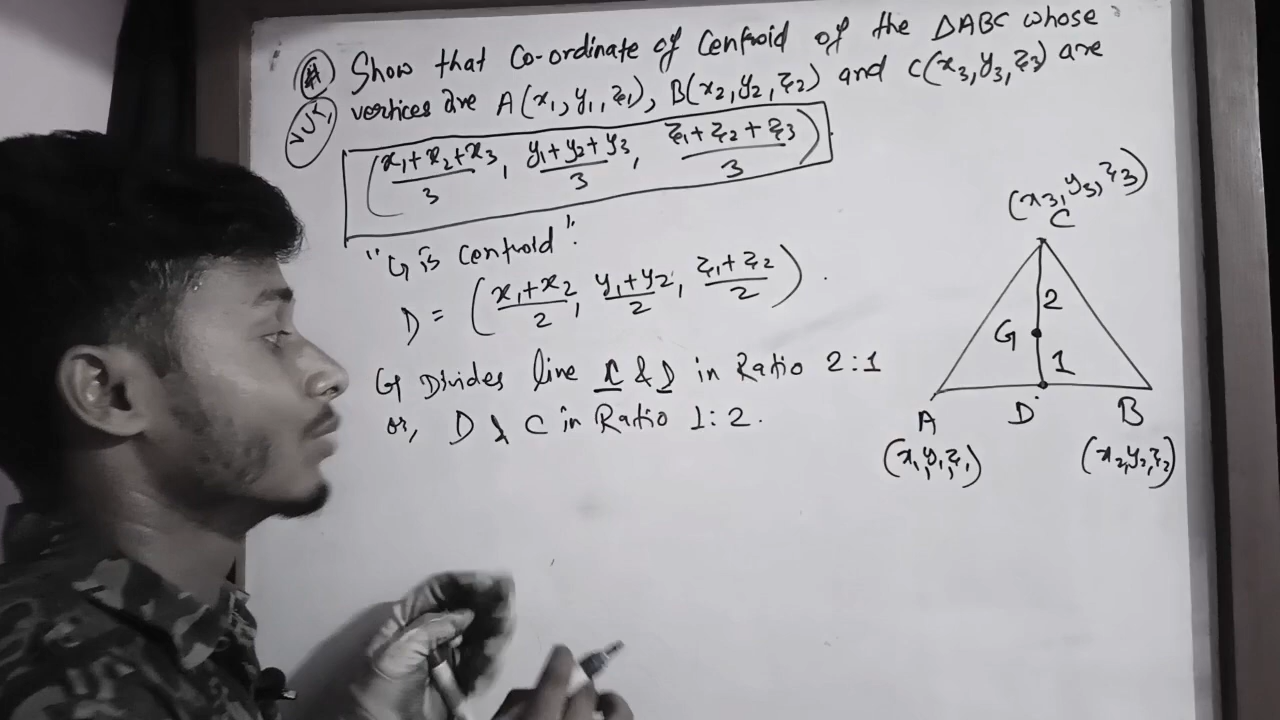 (#) Show that Co-ordinate of Centroid of the ΔABC whose
vertices are A(x₁,y₁,z₁), B(x₂,y₂,z₂) and C(x₃,y₃,z₃) are
(x₁+x₂+x₃/3, y₁+y₂+y₃/3, z₁+z₂+z₃/3)
"G is Centroid".
D = (x₁+x₂/2, y₁+y₂/2, z₁+z₂/2).
G Divides line C & D in Ratio 2:1
or, D & C in Ratio 1:2.
(x₃,y₃,z₃)
C
2
G
1
A D B
(x₁,y₁,z₁) (x₂,y₂,z₂)